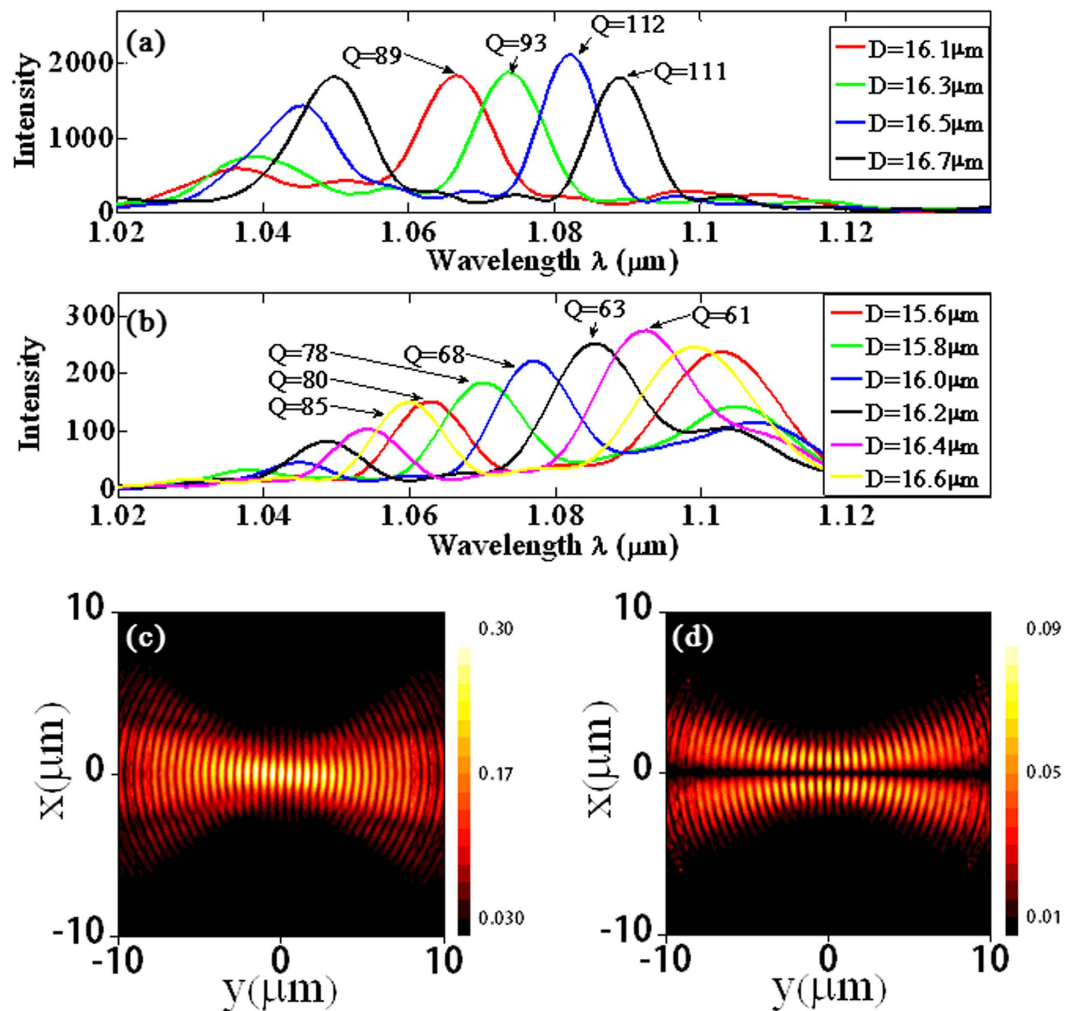 (a)
Q=89
Q=93
Q=112
Q=111
D=16.1μm
D=16.3μm
D=16.5μm
D=16.7μm
Intensity
2000
1000
0
1.02 1.04 1.06 1.08 1.1 1.12
Wavelength λ (μm)
(b)
Q=78
Q=80
Q=85
Q=68
Q=63
Q=61
D=15.6μm
D=15.8μm
D=16.0μm
D=16.2μm
D=16.4μm
D=16.6μm
Intensity
300
200
100
0
1.02 1.04 1.06 1.08 1.1 1.12
Wavelength λ (μm)
(c)
10
0
-10
x(μm)
-10 0 10
y(μm)
0.30
0.17
0.030
(d)
10
0
-10
x(μm)
-10 0 10
y(μm)
0.09
0.05
0.01